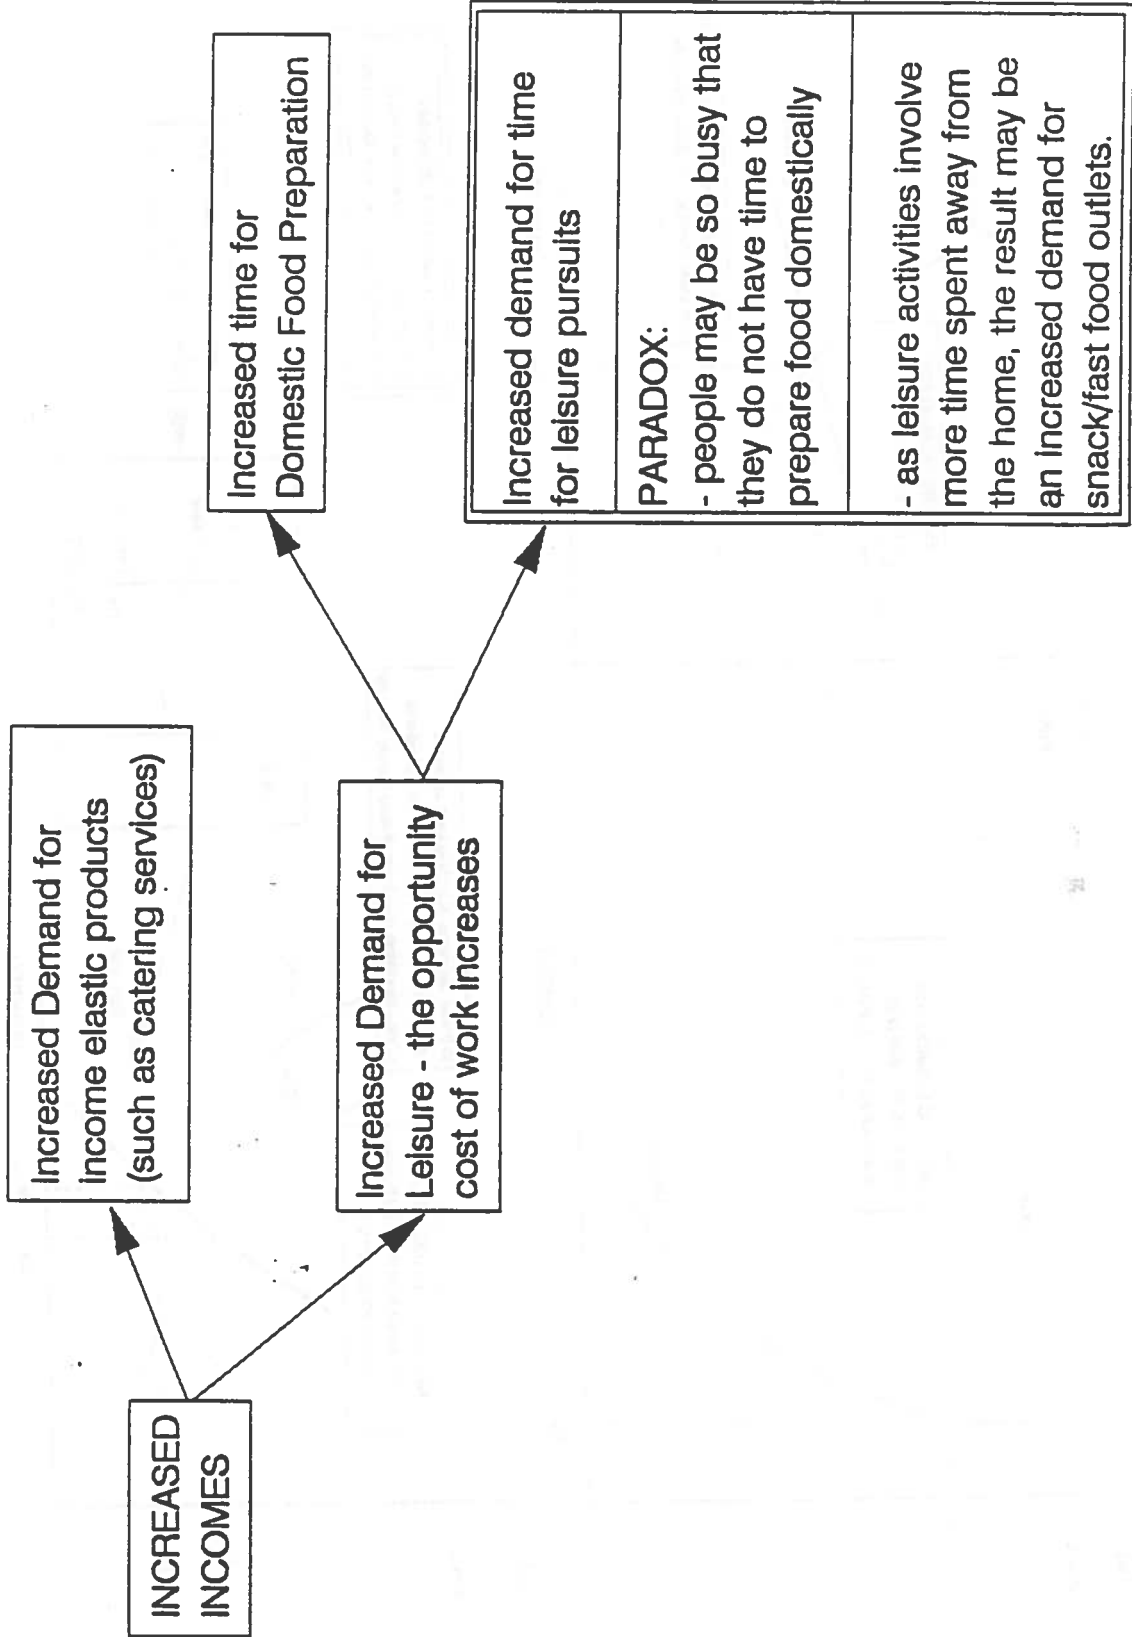 INCREASED
INCOMES
Increased Demand for
income elastic products
(such as catering services)
Increased Demand for
Leisure - the opportunity
cost of work increases
Increased time for
Domestic Food Preparation
Increased demand for time
for leisure pursuits
PARADOX:
- people may be so busy that
they do not have time to
prepare food domestically
- as leisure activities involve
more time spent away from
the home, the result may be
an increased demand for
snack/fast food outlets.